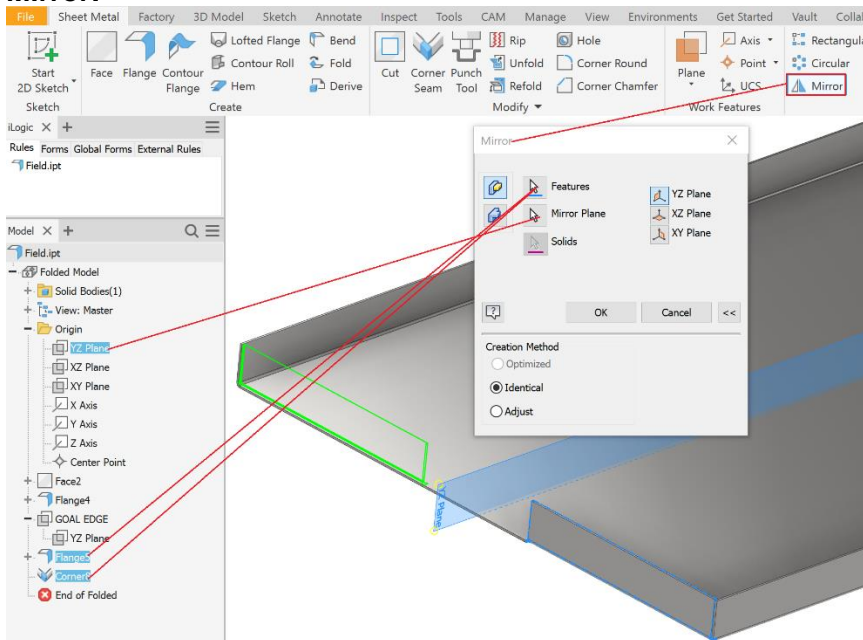 File Sheet Metal Factory 3D Model Sketch Annotate Inspect Tools CAM Manage View Environments Get Started Vault Colla
Start
2D Sketch
Face
Flange
Contour
Flange
Lofted Flange
Contour Roll
Hem
Bend
Fold
Derive
Cut
Corner
Seam
Punch
Tool
Rip
Unfold
Refold
Hole
Corner Round
Corner Chamfer
Plane
Axis
Point
UCS
Rectangula
Circular
Mirror
Sketch Create Modify Work Features
iLogic
Rules Forms Global Forms External Rules
Field.ipt
Model
Field.ipt
Folded Model
Solid Bodies(1)
View: Master
Origin
YZ Plane
XZ Plane
XY Plane
X Axis
Y Axis
Z Axis
Center Point
Face2
Flange4
GOAL EDGE
YZ Plane
Flange5
End of Folded
Mirror
Features
Mirror Plane
Solids
YZ Plane
XZ Plane
XY Plane
OK Cancel <<
Creation Method
Optimized
Identical
Adjust
YZ Plane